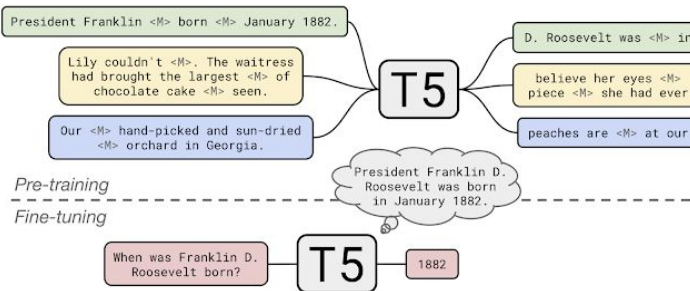 President Franklin <M> born <M> January 1882.
D. Roosevelt was <M> in
Lily couldn't <M>. The waitress
had brought the largest <M> of
chocolate cake <M> seen.
T5
believe her eyes <M>
piece <M> she had ever
Our <M> hand-picked and sun-dried
<M> orchard in Georgia.
peaches are <M> at our
Pre-training
President Franklin D.
Roosevelt was born
in January 1882.
Fine-tuning
When was Franklin D.
Roosevelt born?
T5
1882